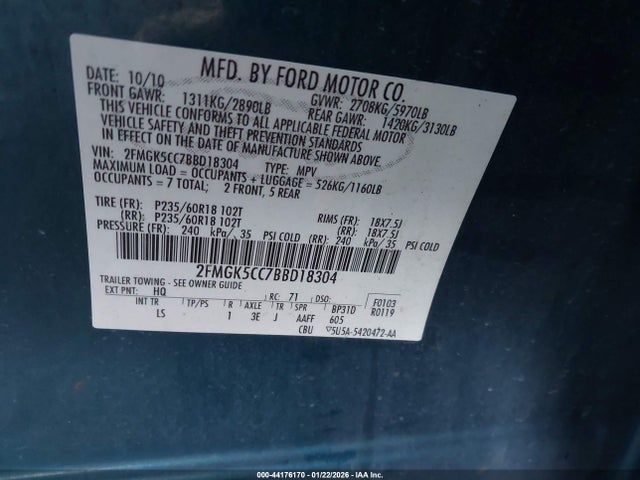 MFD. BY FORD MOTOR CO.
DATE: 10/10
FRONT GAWR: 1311KG/2890LB
GVWR: 2708KG/5970LB
REAR GAWR: 1420KG/3130LB
THIS VEHICLE CONFORMS TO ALL APPLICABLE FEDERAL MOTOR
VEHICLE SAFETY AND THEFT PREVENTION STANDARDS
IN EFFECT ON THE DATE OF MANUFACTURE SHOWN ABOVE.
VIN: 2FMGK5CC7BBD18304 TYPE: MPV
MAXIMUM LOAD = OCCUPANTS + LUGGAGE = 526KG/1160LB
OCCUPANTS = 7 TOTAL; 2 FRONT, 5 REAR
TIRE (FR): P235/60R18 102T RIMS (FR): 18X7.5J
(RR): P235/60R18 102T (RR): 18X7.5J
PRESSURE (FR): 240 kPa/ 35 PSI COLD (RR): 240 kPa/ 35 PSI COLD
2FMGK5CC7BBD18304
TRAILER TOWING - SEE OWNER GUIDE
EXT PNT: HQ RC: 71 DSO: F0103
INT TR TP/PS R AXLE TR SPR BP31D R0119
LS 1 3E J AAFF 605
CBU 5U5A-5420472-AA
000-44176170 - 01/22/2026 - IAA Inc.